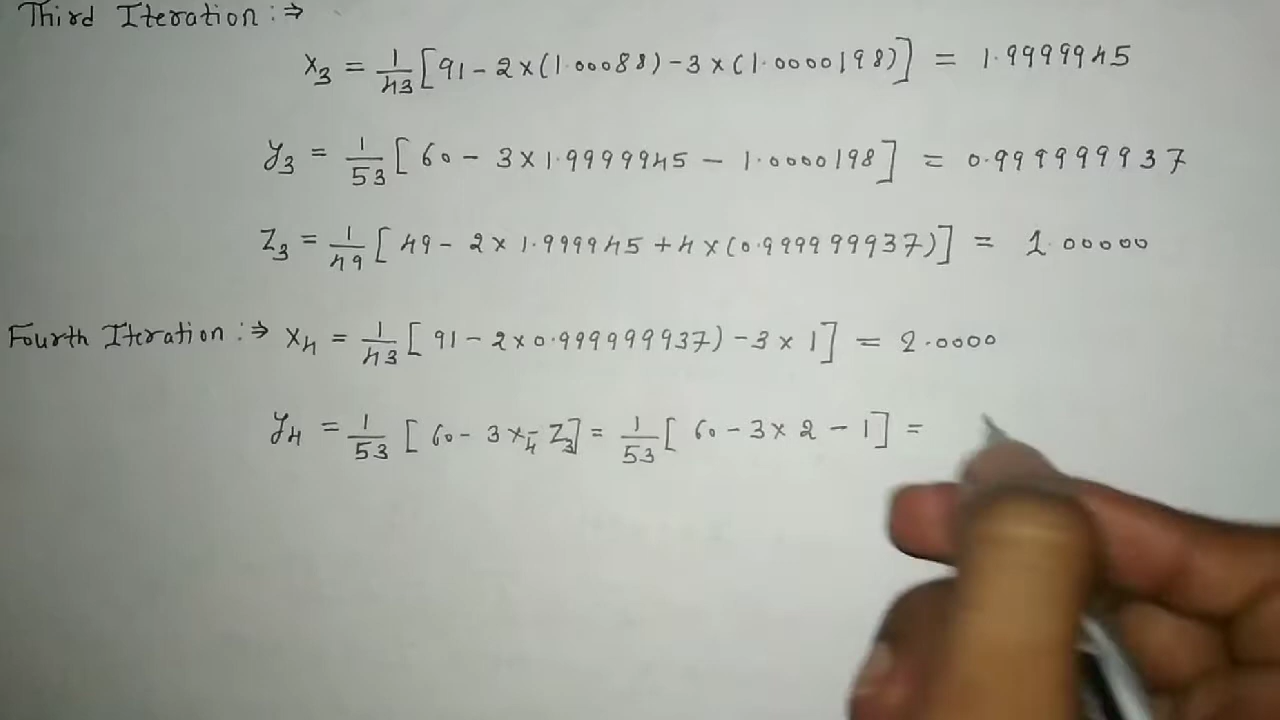 Third Iteration :⇒
x₃ = 1/43 [91 - 2×(1.00088) - 3×(1.0000198)] = 1.9999945
y₃ = 1/53 [60 - 3×1.9999945 - 1.0000198] = 0.999999937
z₃ = 1/49 [49 - 2×1.999945 + 4×(0.999999937)] = 1.00000
Fourth Iteration :⇒ x₄ = 1/43 [91 - 2×0.999999937) - 3×1] = 2.0000
y₄ = 1/53 [60 - 3x₄ - z₃] = 1/53 [60 - 3×2 - 1] =